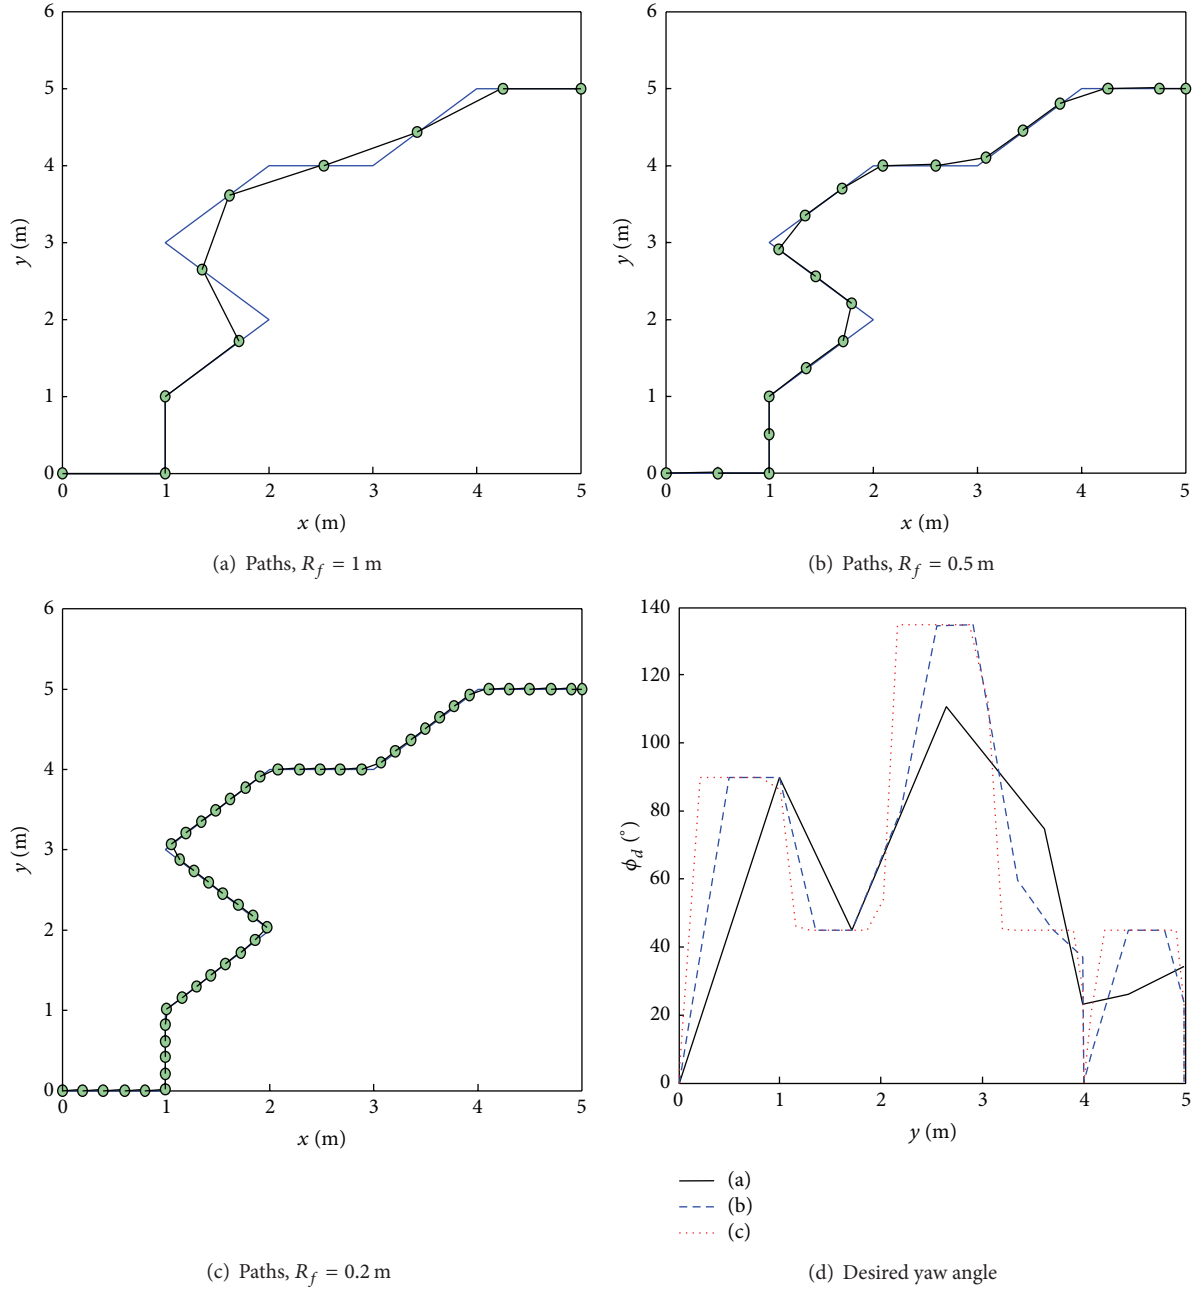 6
5
4
3
2
1
0
y (m)
0 1 2 3 4 5
x (m)
(a) Paths, R_f = 1 m
6
5
4
3
2
1
0
y (m)
0 1 2 3 4 5
x (m)
(b) Paths, R_f = 0.5 m
6
5
4
3
2
1
0
y (m)
0 1 2 3 4 5
x (m)
(c) Paths, R_f = 0.2 m
140
120
100
80
60
40
20
0
ϕ_d (°)
0 1 2 3 4 5
y (m)
(a)
(b)
(c)
(d) Desired yaw angle